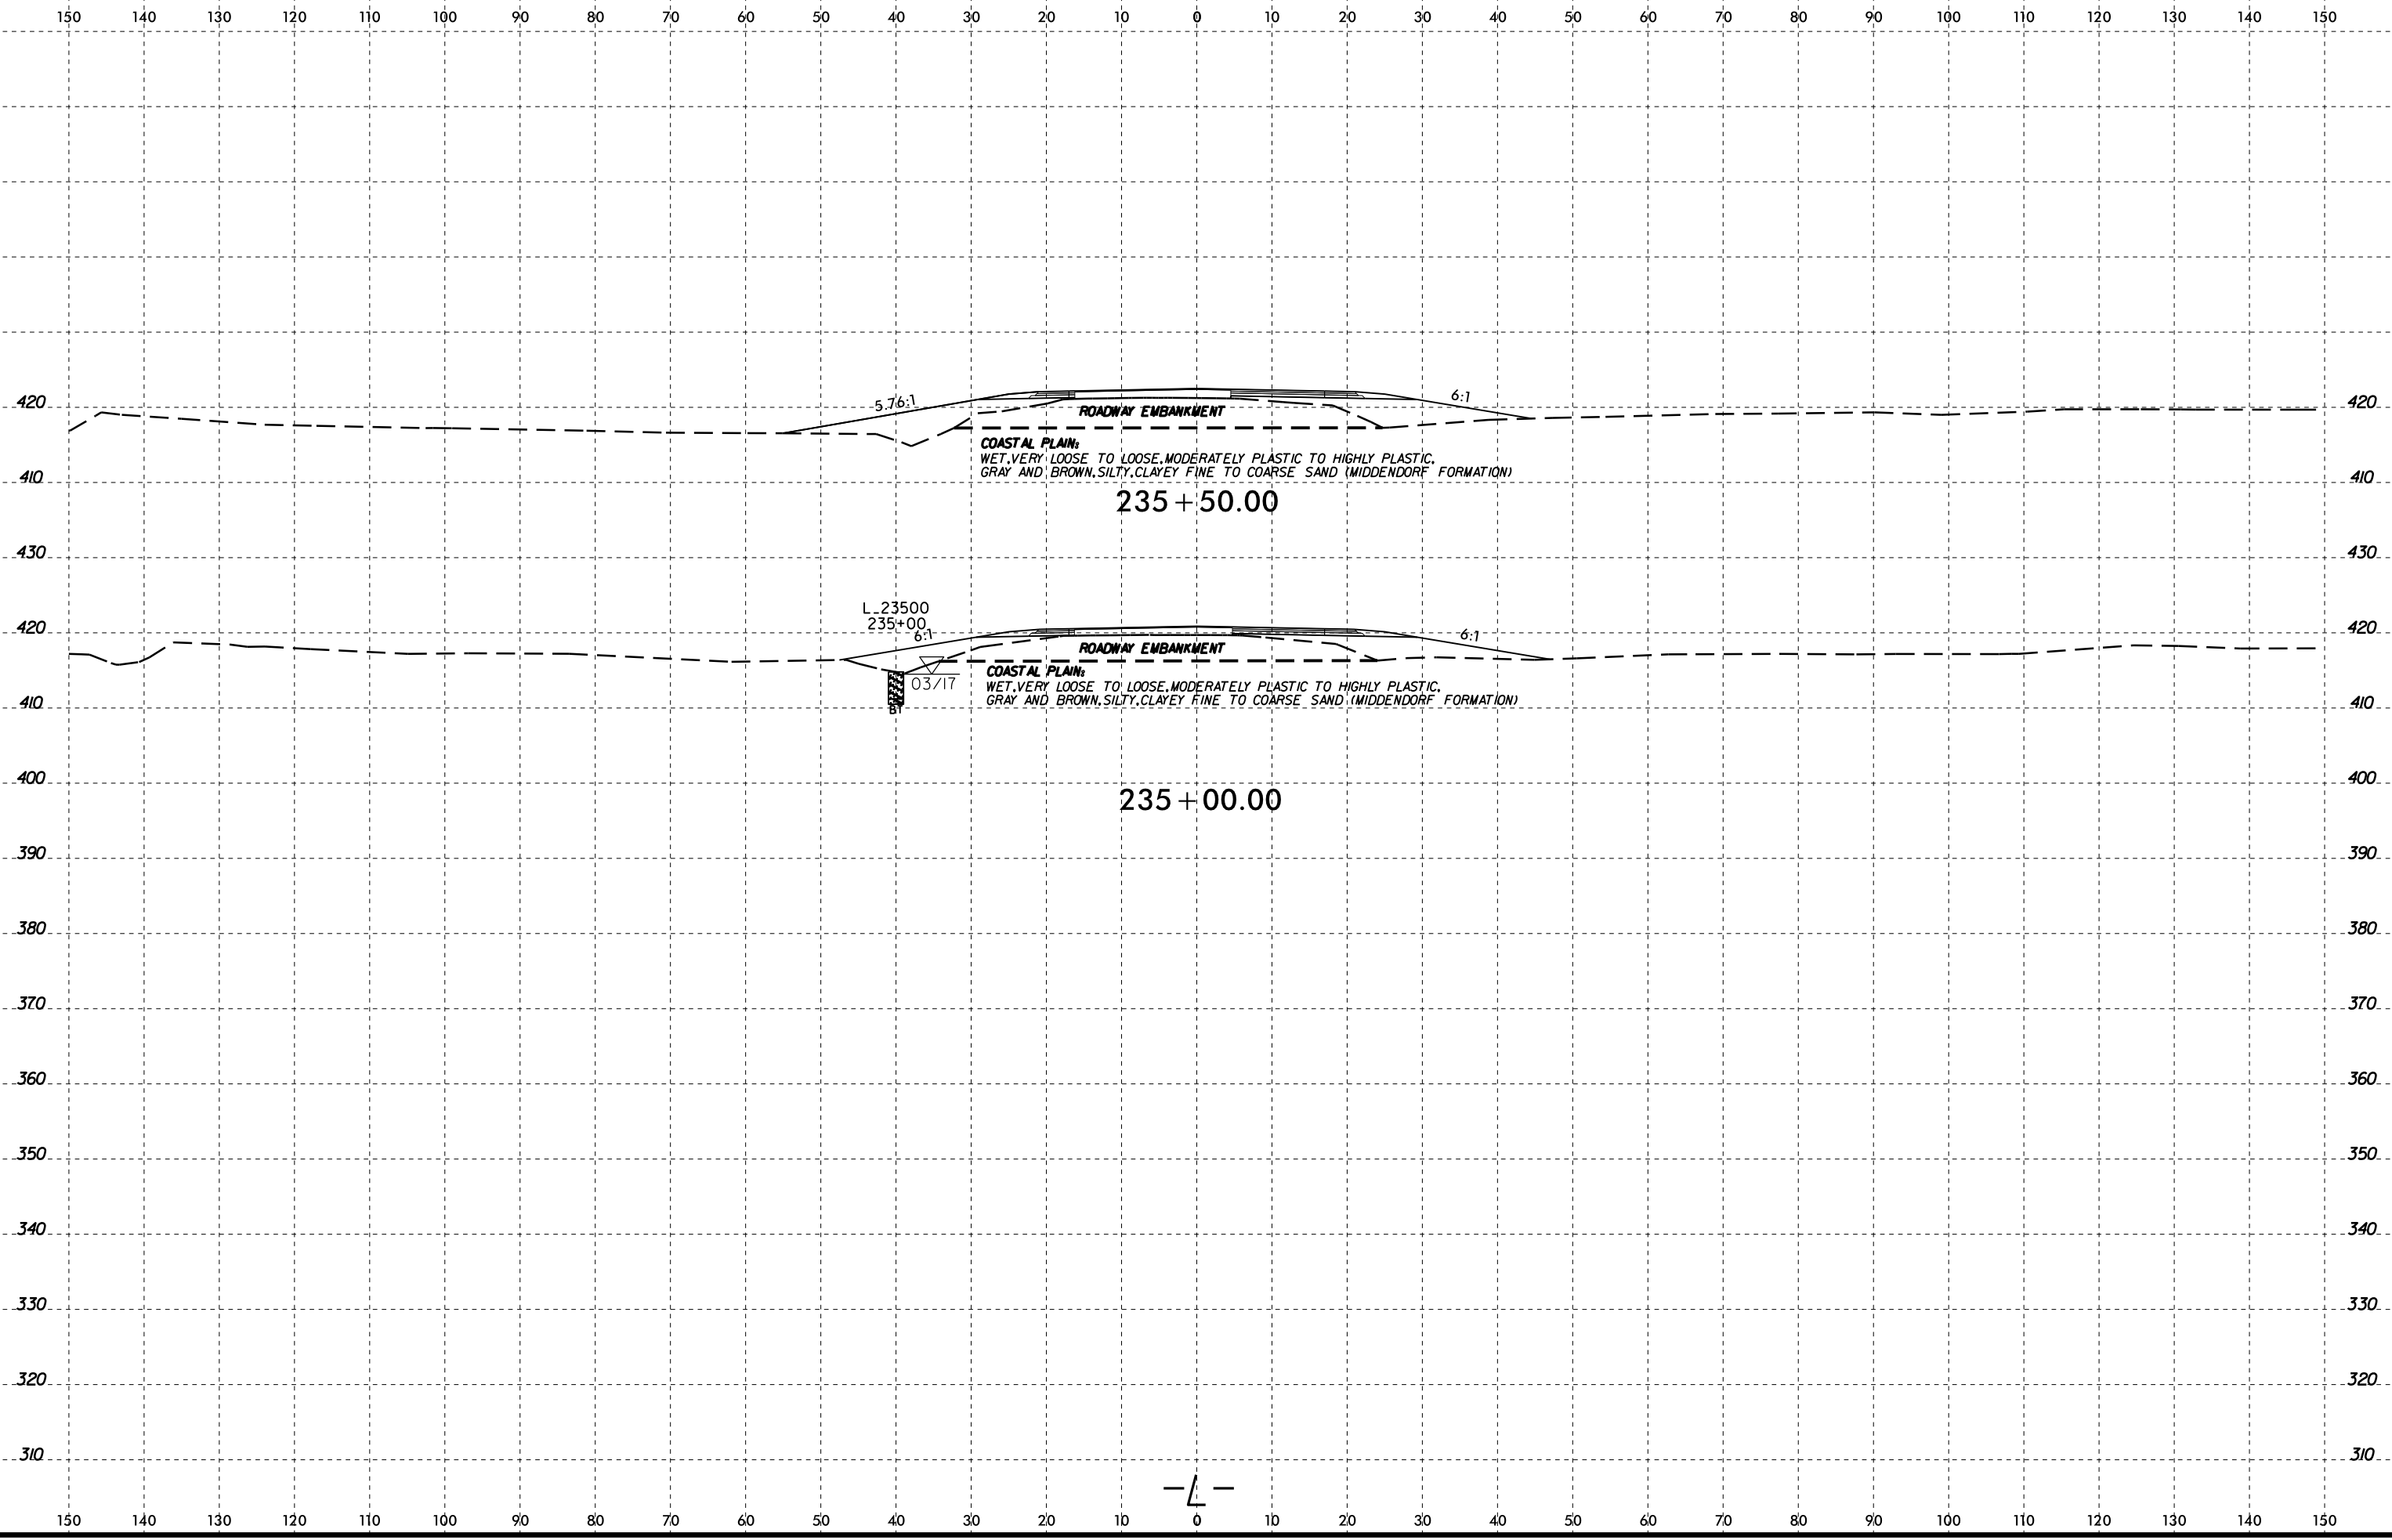 150 140 130 120 110 100 90 80 70 60 50 40 30 20 10 0 10 20 30 40 50 60 70 80 90 100 110 120 130 140 150
5.76:1 6:1
420 420
ROADWAY EMBANKMENT
COASTAL PLAIN:
WET, VERY LOOSE TO LOOSE, MODERATELY PLASTIC TO HIGHLY PLASTIC,
GRAY AND BROWN, SILTY, CLAYEY FINE TO COARSE SAND (MIDDENDORF FORMATION)
410 410
235+50.00
430 430
L_23500
235+00
420 420
6:1 6:1
ROADWAY EMBANKMENT
COASTAL PLAIN:
03/17
WET, VERY LOOSE TO LOOSE, MODERATELY PLASTIC TO HIGHLY PLASTIC,
GRAY AND BROWN, SILTY, CLAYEY FINE TO COARSE SAND (MIDDENDORF FORMATION)
410 410
BT
400 400
235+00.00
390 390
380 380
370 370
360 360
350 350
340 340
330 330
320 320
310 310
-L-
150 140 130 120 110 100 90 80 70 60 50 40 30 20 10 0 10 20 30 40 50 60 70 80 90 100 110 120 130 140 150